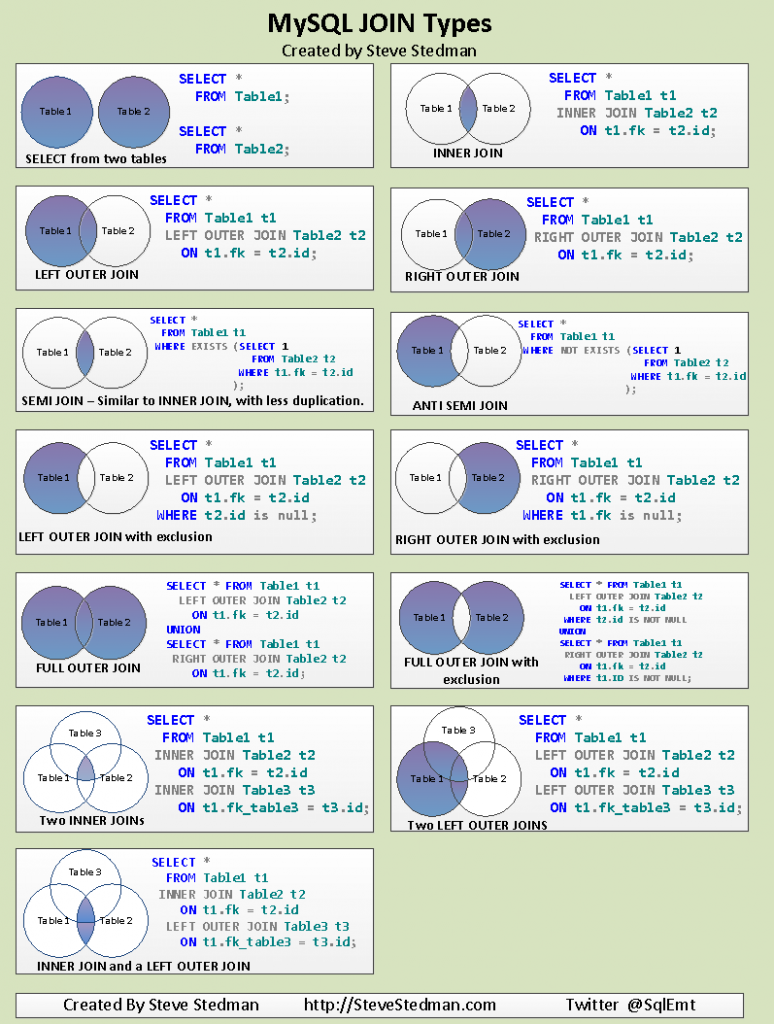 MySQL JOIN Types
Created by Steve Stedman
Table 1
Table 2
SELECT *
FROM Table1;
SELECT *
FROM Table2;
SELECT from two tables
Table 1
Table 2
SELECT *
FROM Table1 t1
INNER JOIN Table2 t2
ON t1.fk = t2.id;
INNER JOIN
Table 1
Table 2
SELECT *
FROM Table1 t1
LEFT OUTER JOIN Table2 t2
ON t1.fk = t2.id;
LEFT OUTER JOIN
Table 1
Table 2
SELECT *
FROM Table1 t1
RIGHT OUTER JOIN Table2 t2
ON t1.fk = t2.id;
RIGHT OUTER JOIN
Table 1
Table 2
SELECT *
FROM Table1 t1
WHERE EXISTS (SELECT 1
FROM Table2 t2
WHERE t1.fk = t2.id
);
SEMI JOIN – Similar to INNER JOIN, with less duplication.
Table 1
Table 2
SELECT *
FROM Table1 t1
WHERE NOT EXISTS (SELECT 1
FROM Table2 t2
WHERE t1.fk = t2.id
);
ANTI SEMI JOIN
Table 1
Table 2
SELECT *
FROM Table1 t1
LEFT OUTER JOIN Table2 t2
ON t1.fk = t2.id
WHERE t2.id is null;
LEFT OUTER JOIN with exclusion
Table 1
Table 2
SELECT *
FROM Table1 t1
RIGHT OUTER JOIN Table2 t2
ON t1.fk = t2.id
WHERE t1.fk is null;
RIGHT OUTER JOIN with exclusion
Table 1
Table 2
SELECT * FROM Table1 t1
LEFT OUTER JOIN Table2 t2
ON t1.fk = t2.id
UNION
SELECT * FROM Table1 t1
RIGHT OUTER JOIN Table2 t2
ON t1.fk = t2.id;
FULL OUTER JOIN
Table 1
Table 2
SELECT * FROM Table1 t1
LEFT OUTER JOIN Table2 t2
ON t1.fk = t2.id
WHERE t2.id IS NOT NULL
UNION
SELECT * FROM Table1 t1
RIGHT OUTER JOIN Table2 t2
ON t1.fk = t2.id
WHERE t1.ID IS NOT NULL;
FULL OUTER JOIN with
exclusion
Table 3
Table 1
Table 2
SELECT *
FROM Table1 t1
INNER JOIN Table2 t2
ON t1.fk = t2.id
INNER JOIN Table3 t3
ON t1.fk_table3 = t3.id;
Two INNER JOINs
Table 3
Table 1
Table 2
SELECT *
FROM Table1 t1
LEFT OUTER JOIN Table2 t2
ON t1.fk = t2.id
LEFT OUTER JOIN Table3 t3
ON t1.fk_table3 = t3.id;
Two LEFT OUTER JOINS
Table 3
Table 1
Table 2
SELECT *
FROM Table1 t1
INNER JOIN Table2 t2
ON t1.fk = t2.id
LEFT OUTER JOIN Table3 t3
ON t1.fk_table3 = t3.id;
INNER JOIN and a LEFT OUTER JOIN
Created By Steve Stedman http://SteveStedman.com Twitter @SqlEmt